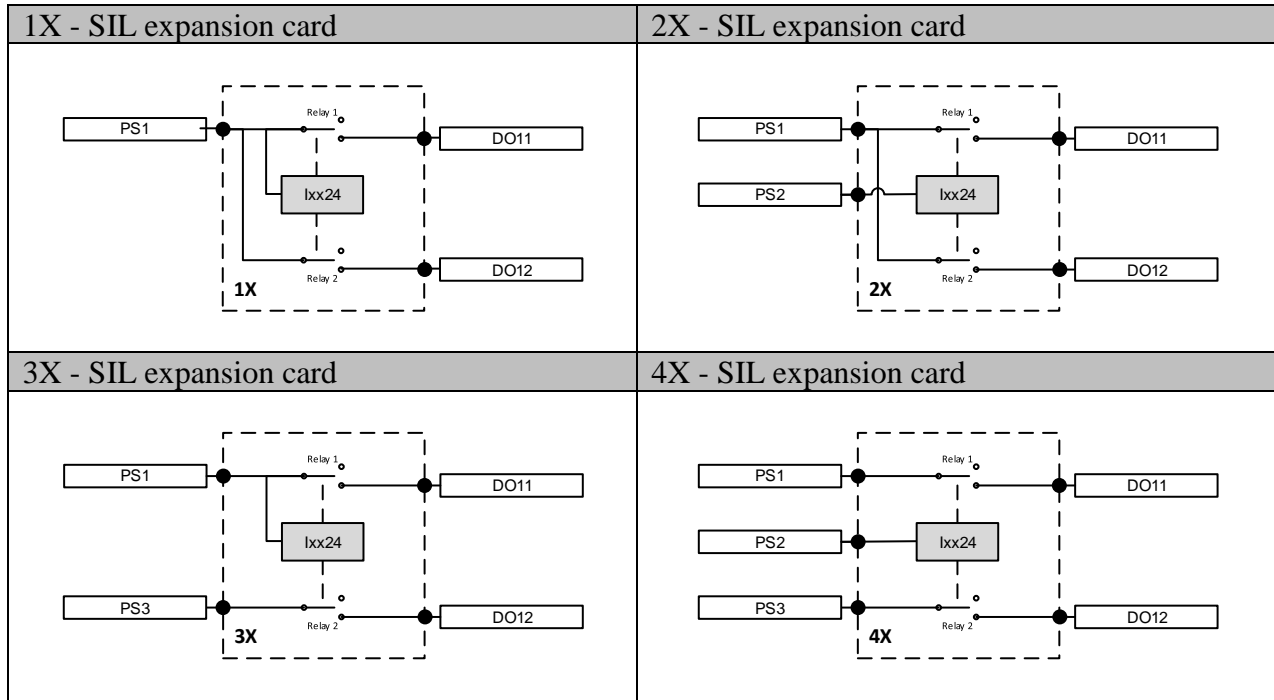 1X - SIL expansion card
2X - SIL expansion card
Relay 1
PS1
DO11
Ixx24
DO12
Relay 2
1X
Relay 1
PS1
DO11
PS2
Ixx24
DO12
Relay 2
2X
3X - SIL expansion card
4X - SIL expansion card
Relay 1
PS1
DO11
Ixx24
PS3
DO12
Relay 2
3X
Relay 1
PS1
DO11
PS2
Ixx24
PS3
DO12
Relay 2
4X